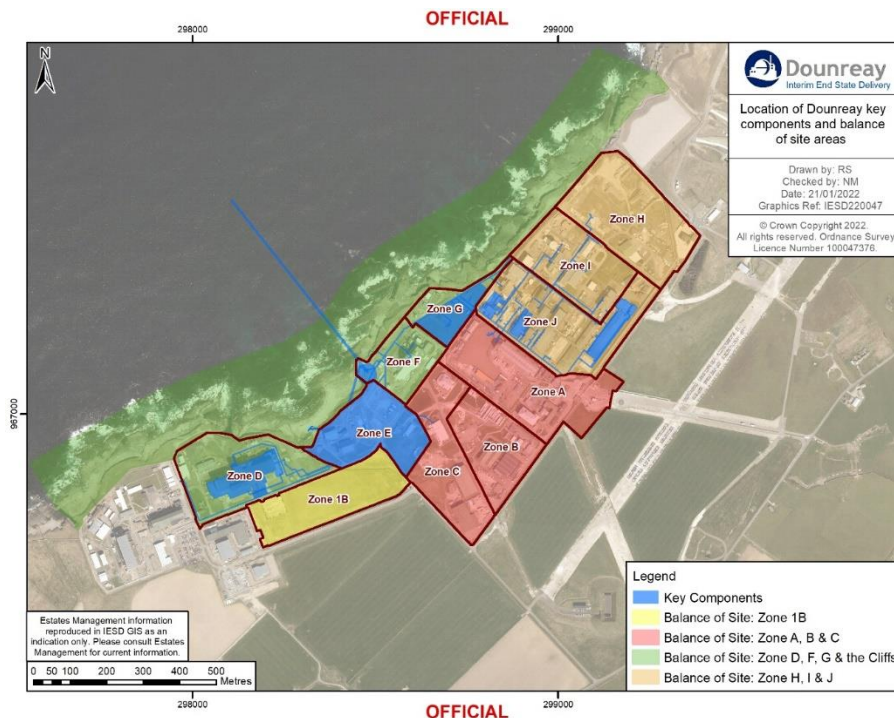 OFFICIAL
298000
299000
N
Dounreay
Interim End State Delivery
Location of Dounreay key
components and balance
of site areas
Drawn by: RS
Checked by: NM
Date: 21/01/2022
Graphics Ref: IESD220047
© Crown Copyright 2022.
All rights reserved. Ordnance Survey
Licence Number 100047376.
Zone H
Zone I
Zone G
Zone J
Zone F
Zone A
967000
967000
Zone E
Zone B
Zone D
Zone C
Zone 1B
Legend
Key Components
Balance of Site: Zone 1B
Balance of Site: Zone A, B & C
Balance of Site: Zone D, F, G & the Cliffs
Balance of Site: Zone H, I & J
Estates Management information
reproduced in IESD GIS as an
indication only. Please consult Estates
Management for current information.
0 50 100 200 300 400 500
Metres
298000
299000
OFFICIAL